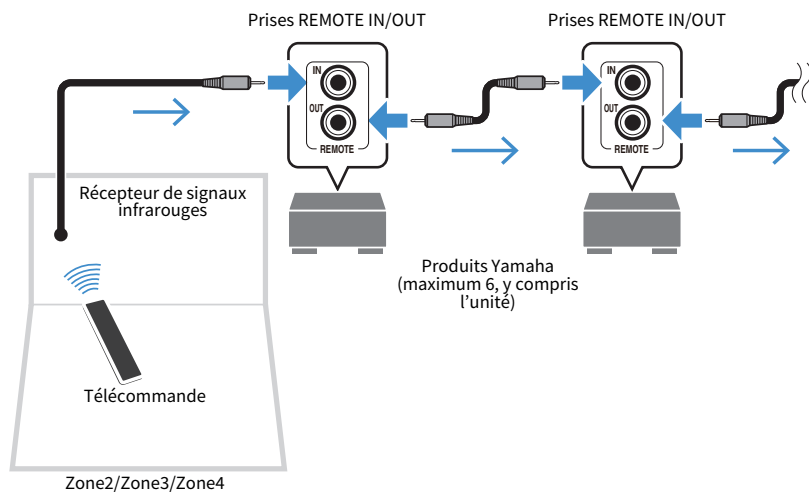 Prises REMOTE IN/OUT
Prises REMOTE IN/OUT
IN
OUT
REMOTE
IN
OUT
REMOTE
Récepteur de signaux
infrarouges
Produits Yamaha
(maximum 6, y compris
l’unité)
Télécommande
Zone2/Zone3/Zone4